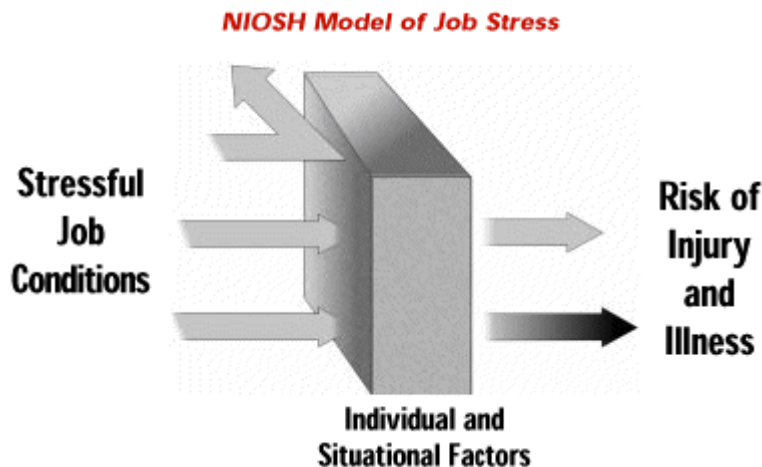 NIOSH Model of Job Stress
Stressful
Job
Conditions
Risk of
Injury
and
Illness
Individual and
Situational Factors